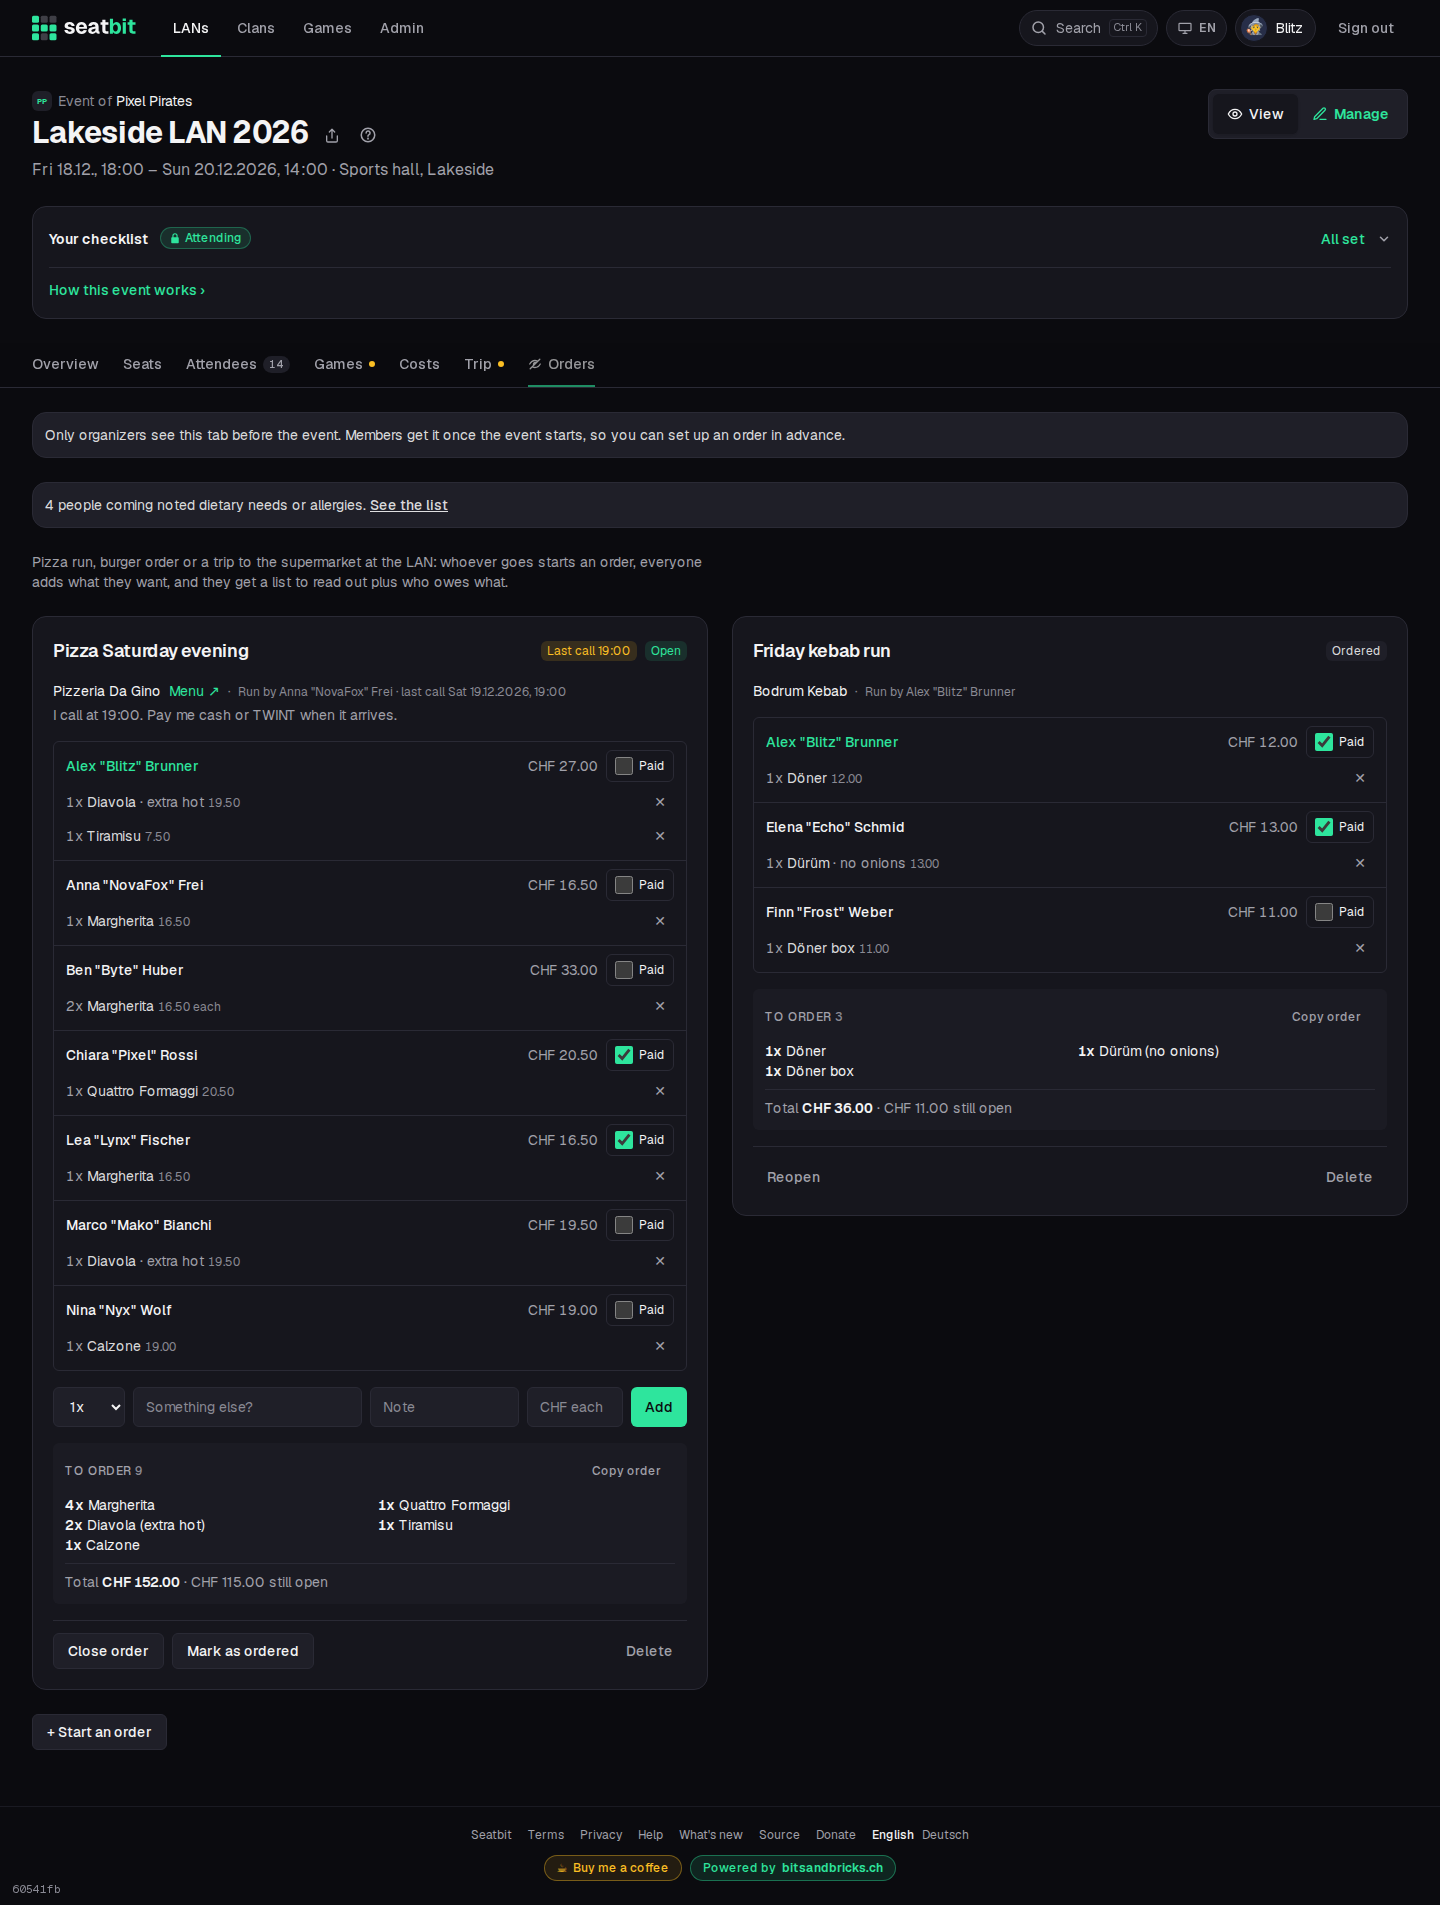 seatbit
LANs Clans Games Admin
Search Ctrl K
EN
Blitz
Sign out
PP Event of Pixel Pirates
Lakeside LAN 2026
View Manage
Fri 18.12., 18:00 – Sun 20.12.2026, 14:00 · Sports hall, Lakeside
Your checklist Attending All set
How this event works ›
Overview Seats Attendees 14 Games Costs Trip Orders
Only organizers see this tab before the event. Members get it once the event starts, so you can set up an order in advance.
4 people coming noted dietary needs or allergies. See the list
Pizza run, burger order or a trip to the supermarket at the LAN: whoever goes starts an order, everyone
adds what they want, and they get a list to read out plus who owes what.
Pizza Saturday evening Last call 19:00 Open
Pizzeria Da Gino Menu ↗ · Run by Anna "NovaFox" Frei · last call Sat 19.12.2026, 19:00
I call at 19:00. Pay me cash or TWINT when it arrives.
Alex "Blitz" Brunner CHF 27.00 Paid
1x Diavola · extra hot 19.50 ✕
1x Tiramisu 7.50 ✕
Anna "NovaFox" Frei CHF 16.50 Paid
1x Margherita 16.50 ✕
Ben "Byte" Huber CHF 33.00 Paid
2x Margherita 16.50 each ✕
Chiara "Pixel" Rossi CHF 20.50 Paid
1x Quattro Formaggi 20.50 ✕
Lea "Lynx" Fischer CHF 16.50 Paid
1x Margherita 16.50 ✕
Marco "Mako" Bianchi CHF 19.50 Paid
1x Diavola · extra hot 19.50 ✕
Nina "Nyx" Wolf CHF 19.00 Paid
1x Calzone 19.00 ✕
1x Something else? Note CHF each Add
TO ORDER 9 Copy order
4x Margherita 1x Quattro Formaggi
2x Diavola (extra hot) 1x Tiramisu
1x Calzone
Total CHF 152.00 · CHF 115.00 still open
Close order Mark as ordered Delete
Friday kebab run Ordered
Bodrum Kebab · Run by Alex "Blitz" Brunner
Alex "Blitz" Brunner CHF 12.00 Paid
1x Döner 12.00 ✕
Elena "Echo" Schmid CHF 13.00 Paid
1x Dürüm · no onions 13.00 ✕
Finn "Frost" Weber CHF 11.00 Paid
1x Döner box 11.00 ✕
TO ORDER 3 Copy order
1x Döner 1x Dürüm (no onions)
1x Döner box
Total CHF 36.00 · CHF 11.00 still open
Reopen Delete
+ Start an order
Seatbit Terms Privacy Help What's new Source Donate English Deutsch
Buy me a coffee Powered by bitsandbricks.ch
60541fb